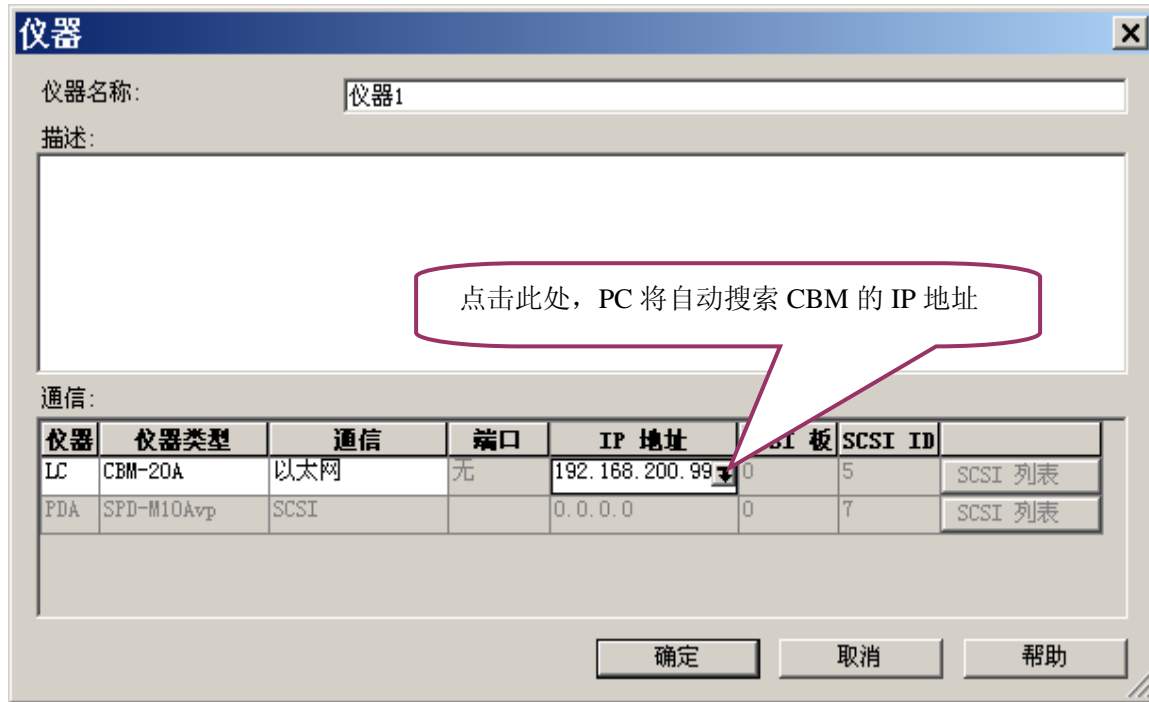 仪器
仪器名称: 仪器1
描述:
点击此处，PC 将自动搜索 CBM 的 IP 地址
通信:
仪器 仪器类型 通信 端口 IP 地址 SI 板 SCSI ID
LC CBM-20A 以太网 无 192.168.200.99 0 5 SCSI 列表
PDA SPD-M10Avp SCSI 0.0.0.0 0 7 SCSI 列表
确定 取消 帮助